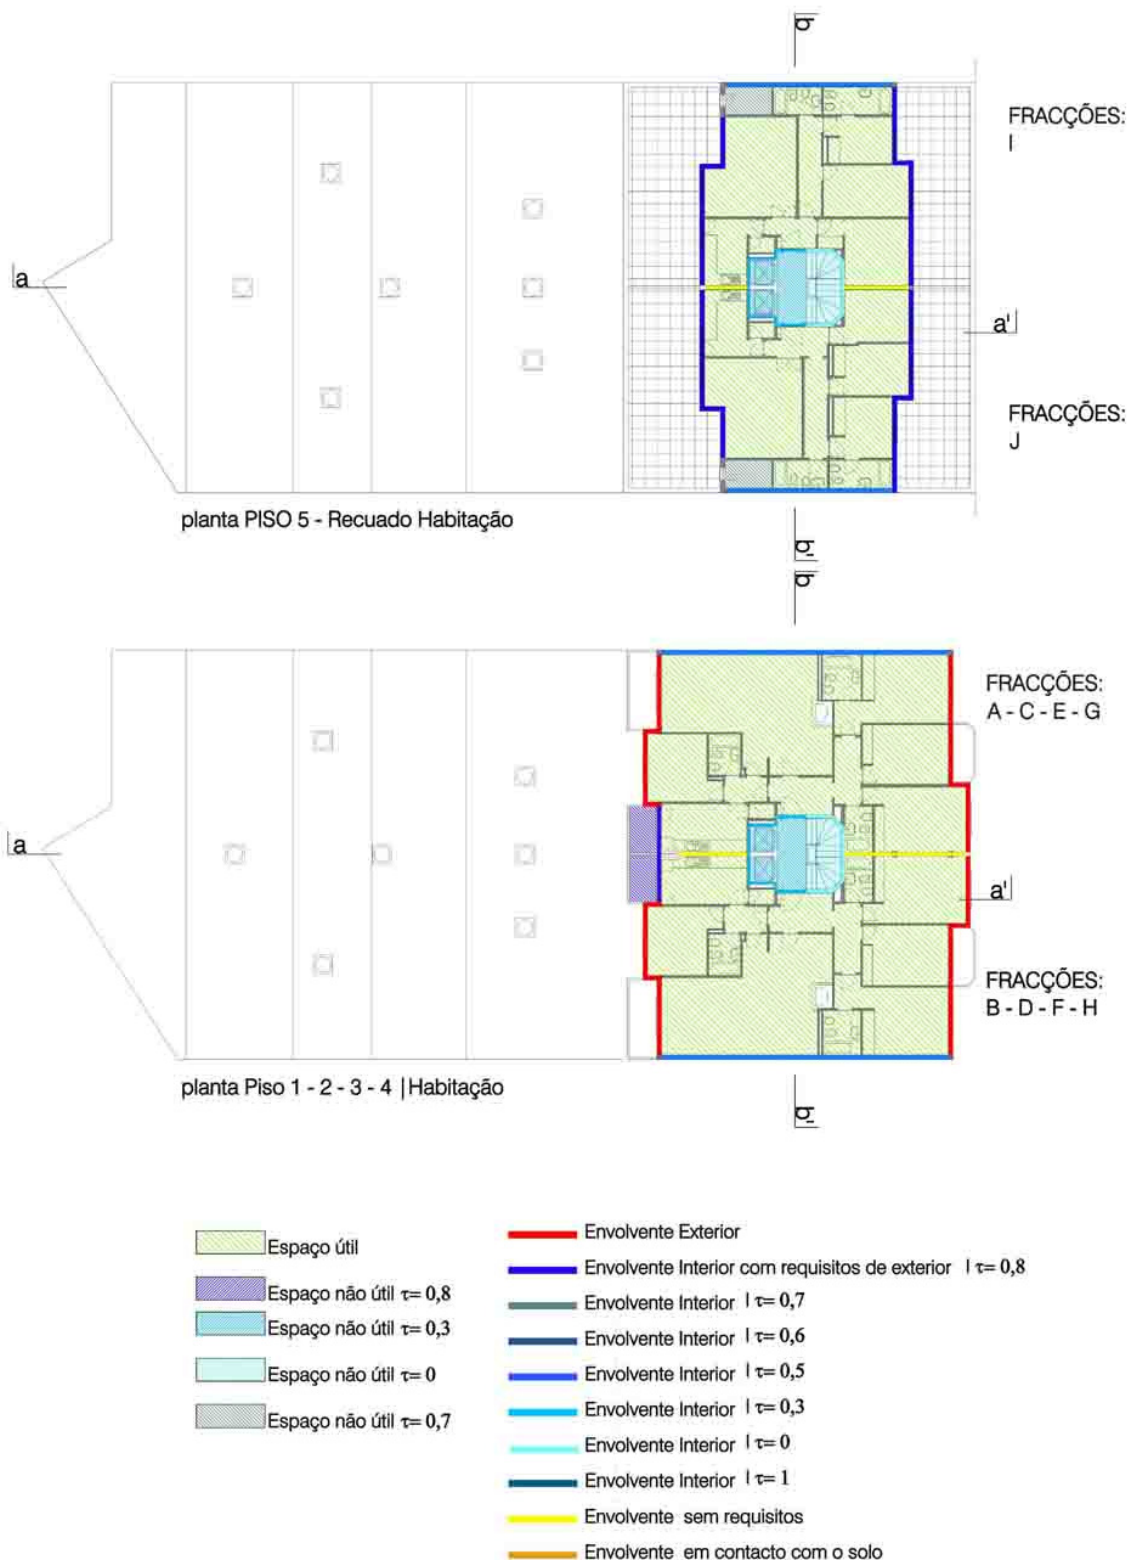 b
FRACÇÕES:
I
a
a'
FRACÇÕES:
J
planta PISO 5 - Recuado Habitação
b'
b
FRACÇÕES:
A - C - E - G
a
a'
FRACÇÕES:
B - D - F - H
planta Piso 1 - 2 - 3 - 4 | Habitação
b'
Espaço útil
Espaço não útil τ= 0,8
Espaço não útil τ= 0,3
Espaço não útil τ= 0
Espaço não útil τ= 0,7
Envolvente Exterior
Envolvente Interior com requisitos de exterior | τ= 0,8
Envolvente Interior | τ= 0,7
Envolvente Interior | τ= 0,6
Envolvente Interior | τ= 0,5
Envolvente Interior | τ= 0,3
Envolvente Interior | τ= 0
Envolvente Interior | τ= 1
Envolvente sem requisitos
Envolvente em contacto com o solo